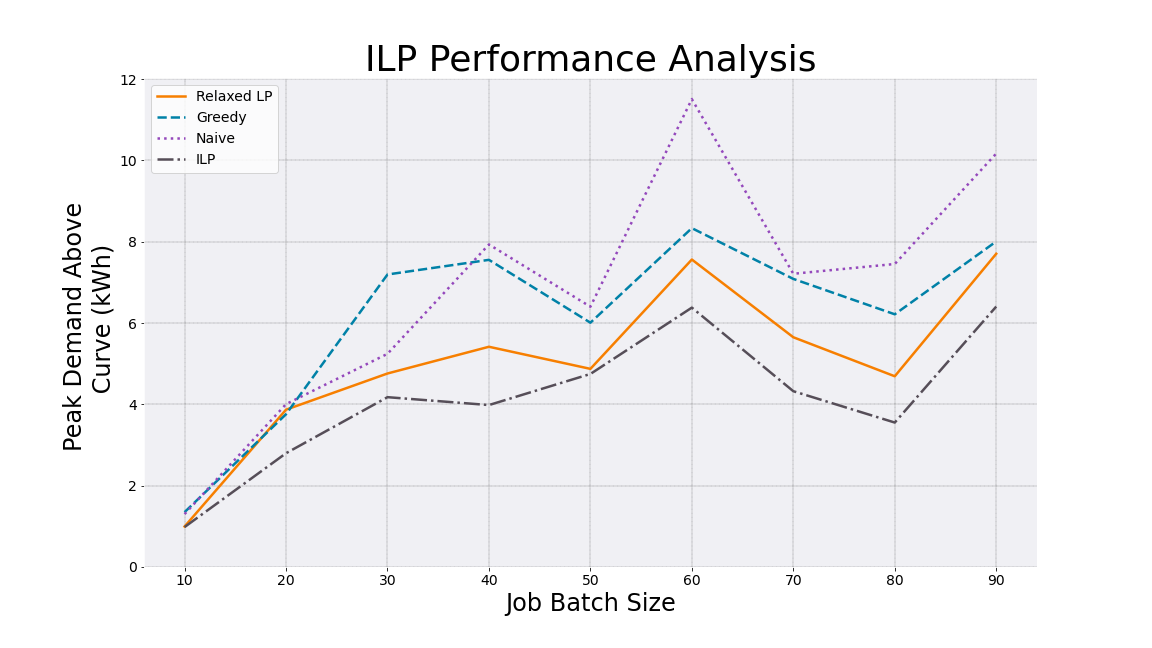 ILP Performance Analysis
Relaxed LP
Greedy
Naive
ILP
Peak Demand Above
Curve (kWh)
12
10
8
6
4
2
0
10 20 30 40 50 60 70 80 90
Job Batch Size